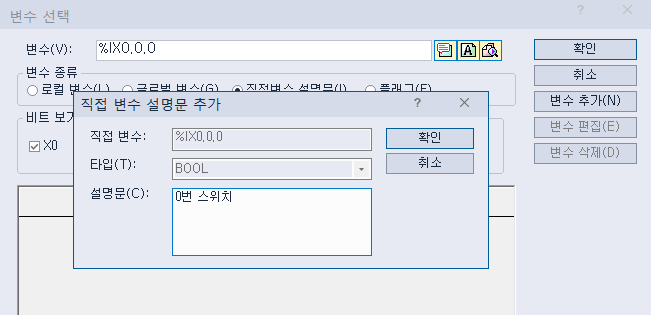 변수 선택
변수(V):
%IX0.0.0
확인
변수 종류
취소
로컬 변수(L)
글로벌 변수(G)
직접변수 설명문(I)
플래그(F)
비트 보기
X0
변수 추가(N)
변수 편집(E)
변수 삭제(D)
직접 변수 설명문 추가
직접 변수:
%IX0.0.0
확인
타입(T):
BOOL
취소
설명문(C):
0번 스위치